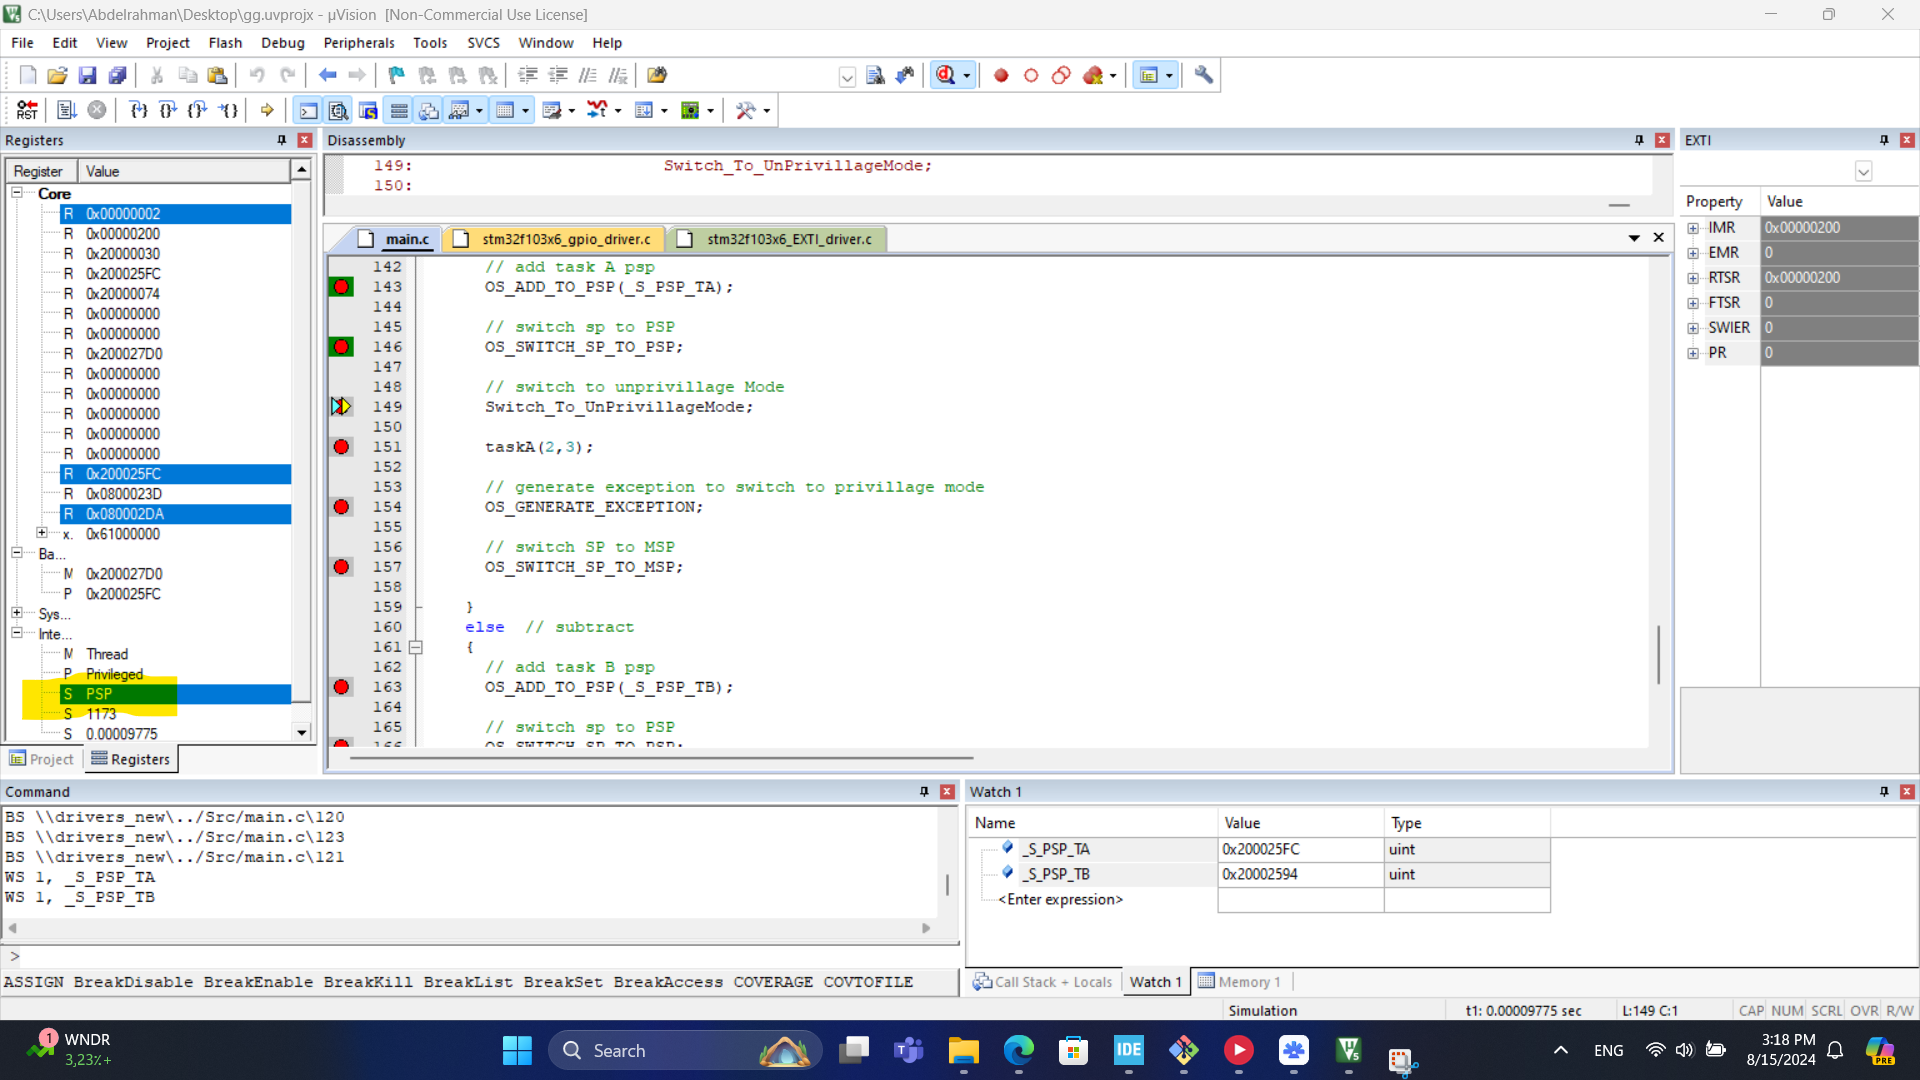 C:\Users\Abdelrahman\Desktop\gg.uvprojx - µVision  [Non-Commercial Use License]
File Edit View Project Flash Debug Peripherals Tools SVCS Window Help
RST
Registers
Register Value
Core
R 0x00000002
R 0x00000200
R 0x20000030
R 0x200025FC
R 0x20000074
R 0x00000000
R 0x00000000
R 0x200027D0
R 0x00000000
R 0x00000000
R 0x00000000
R 0x00000000
R 0x00000000
R 0x200025FC
R 0x0800023D
R 0x080002DA
x. 0x61000000
Ba...
M 0x200027D0
P 0x200025FC
Sys...
Inte...
M Thread
P Privileged
S PSP
S 1173
S 0.00009775
Project Registers
Disassembly
149: Switch_To_UnPrivillageMode;
150:
main.c stm32f103x6_gpio_driver.c stm32f103x6_EXTI_driver.c
142 // add task A psp
143 OS_ADD_TO_PSP(_S_PSP_TA);
144
145 // switch sp to PSP
146 OS_SWITCH_SP_TO_PSP;
147
148 // switch to unprivillage Mode
149 Switch_To_UnPrivillageMode;
150
151 taskA(2,3);
152
153 // generate exception to switch to privillage mode
154 OS_GENERATE_EXCEPTION;
155
156 // switch SP to MSP
157 OS_SWITCH_SP_TO_MSP;
158
159 }
160 else // subtract
161 {
162 // add task B psp
163 OS_ADD_TO_PSP(_S_PSP_TB);
164
165 // switch sp to PSP
166 OS_SWITCH_SP_TO_PSP;
EXTI
Property Value
IMR 0x00000200
EMR 0
RTSR 0x00000200
FTSR 0
SWIER 0
PR 0
Command
BS \\drivers_new\../Src/main.c\120
BS \\drivers_new\../Src/main.c\123
BS \\drivers_new\../Src/main.c\121
WS 1, _S_PSP_TA
WS 1, _S_PSP_TB
>
ASSIGN BreakDisable BreakEnable BreakKill BreakList BreakSet BreakAccess COVERAGE COVTOFILE
Watch 1
Name Value Type
_S_PSP_TA 0x200025FC uint
_S_PSP_TB 0x20002594 uint
<Enter expression>
Call Stack + Locals Watch 1 Memory 1
Simulation t1: 0.00009775 sec L:149 C:1 CAP NUM SCRL OVR R/W
1 WNDR
3,23٪+
Search
IDE
ENG
3:18 PM
8/15/2024
PRE